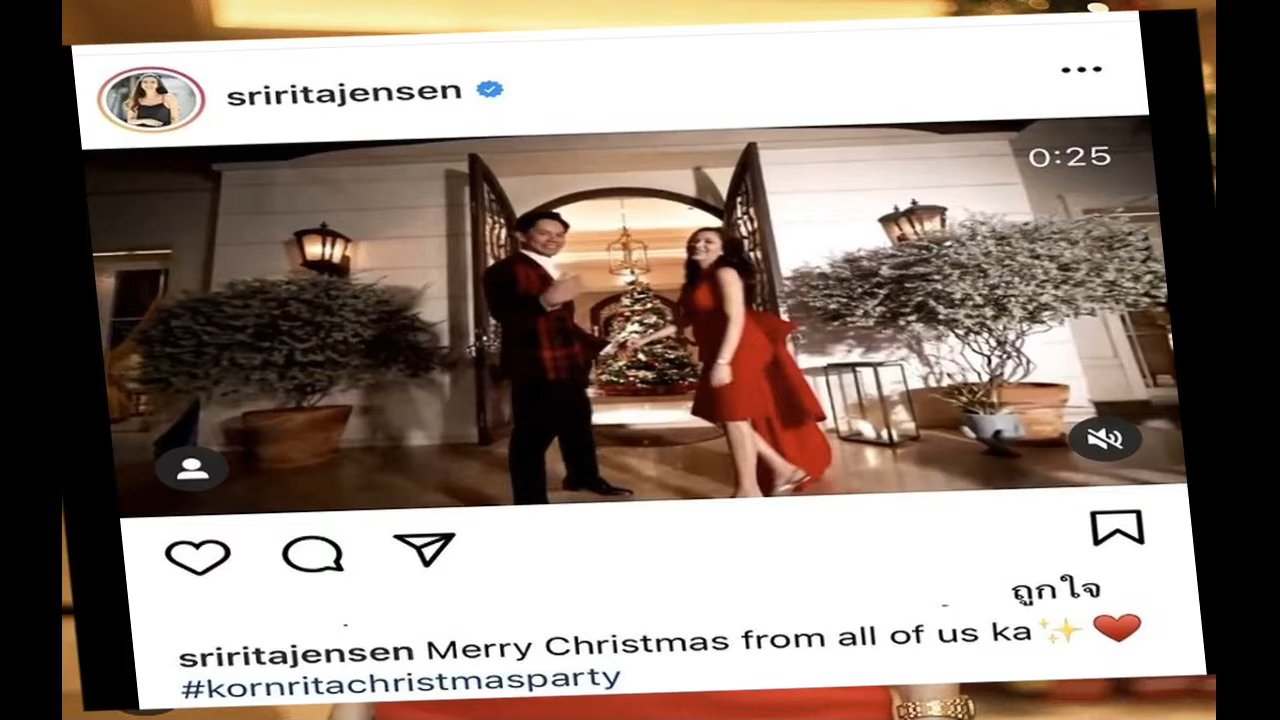 sriritajensen
0:25
ถูกใจ
sriritajensen Merry Christmas from all of us ka✨❤️
#kornritachristmasparty